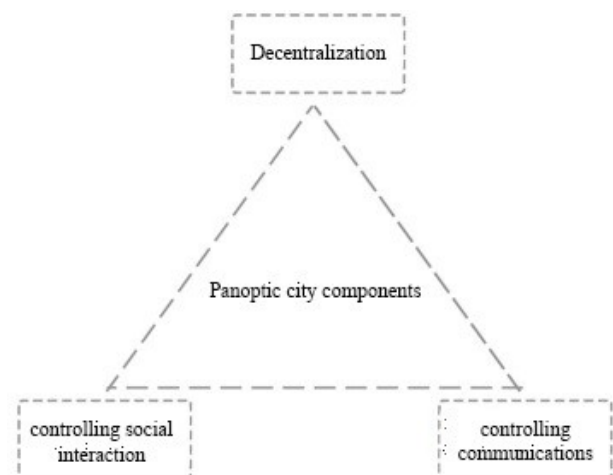 Decentralization
Panoptic city components
controlling social
interaction
controlling
communications